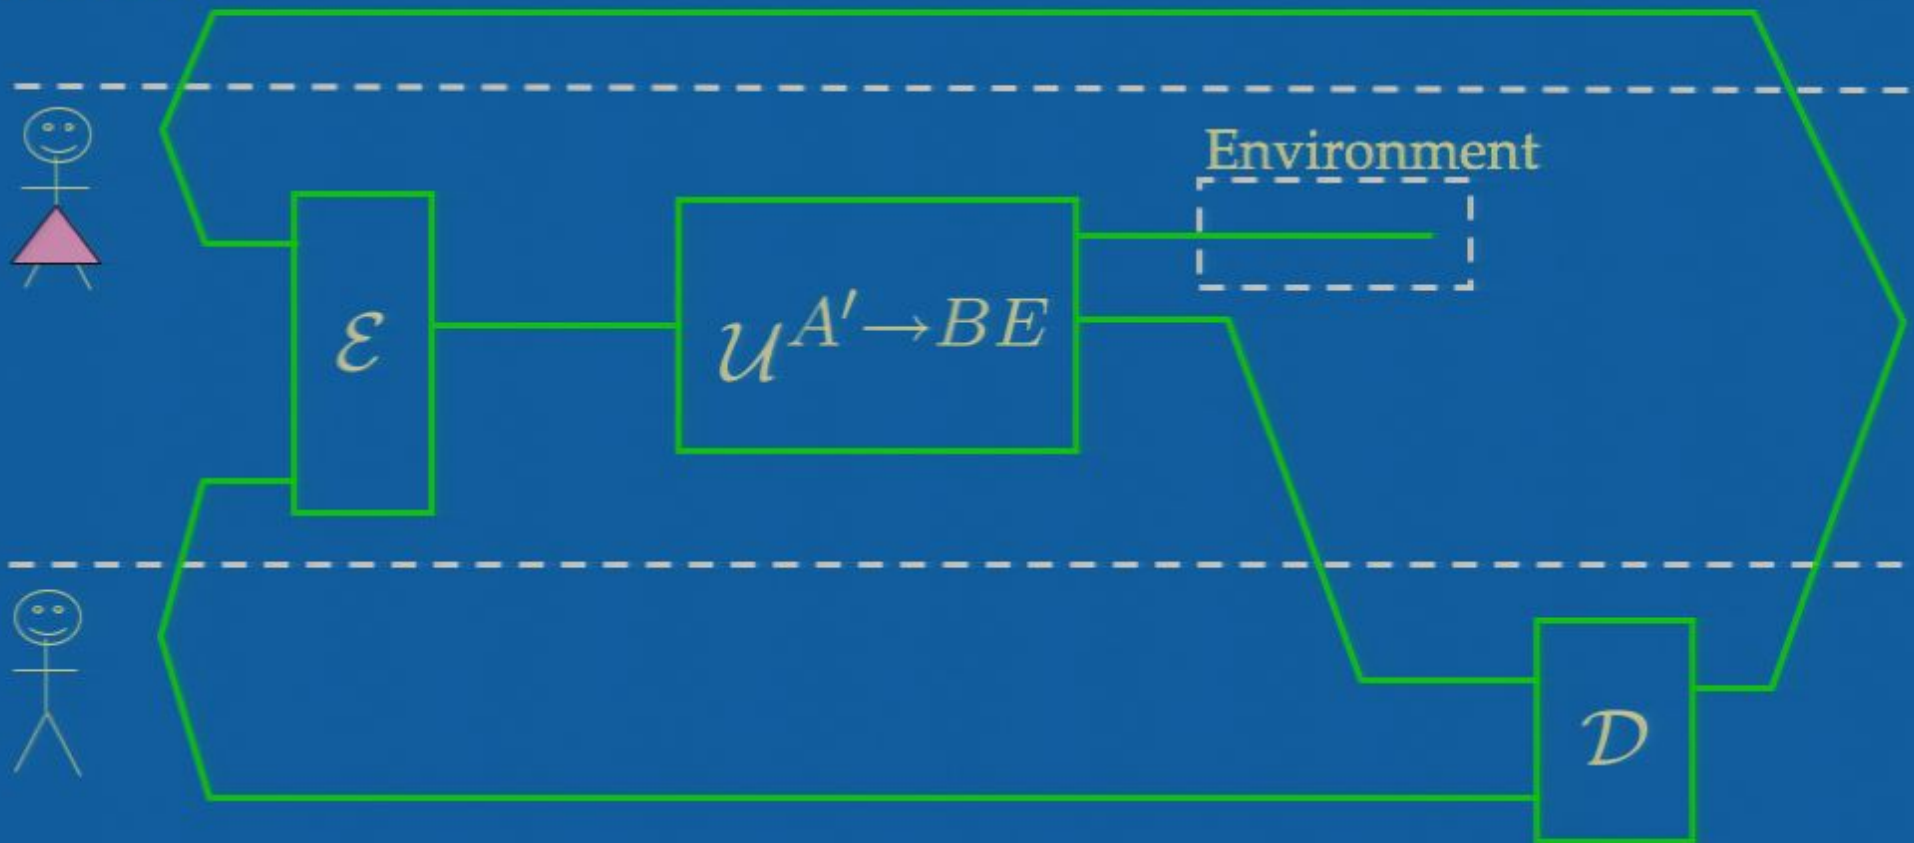 Environment
ℰ
𝒰^{A′→BE}
𝒟